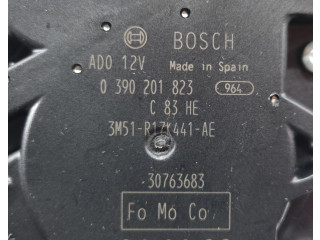 BOSCH
AD0 12V Made in Spain
0 390 201 823 964
C 83 HE
3M51-R17K441-AE
30763683
Fo Mo Co